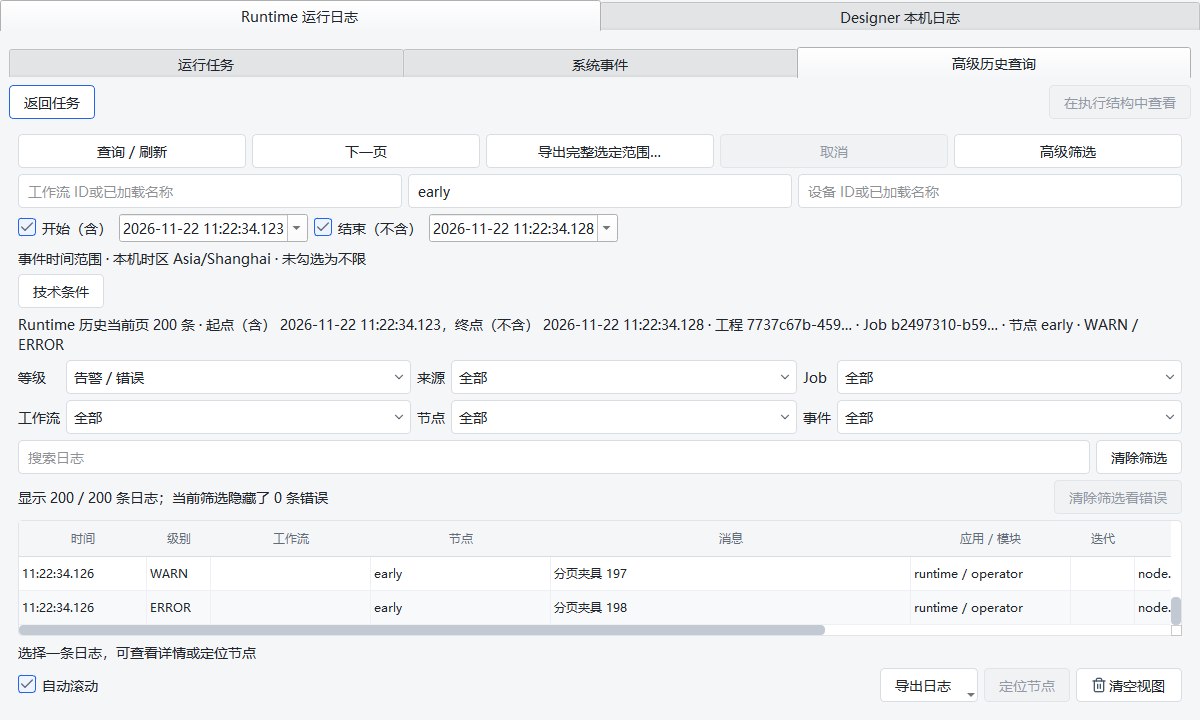 Runtime 运行日志 Designer 本机日志
运行任务 系统事件 高级历史查询
返回任务 在执行结构中查看
查询 / 刷新 下一页 导出完整选定范围... 取消 高级筛选
工作流 ID或已加载名称 early 设备 ID或已加载名称
开始（含） 2026-11-22 11:22:34.123 结束（不含） 2026-11-22 11:22:34.128
事件时间范围 · 本机时区 Asia/Shanghai · 未勾选为不限
技术条件
Runtime 历史当前页 200 条 · 起点（含） 2026-11-22 11:22:34.123，终点（不含） 2026-11-22 11:22:34.128 · 工程 7737c67b-459... · Job b2497310-b59... · 节点 early · WARN /
ERROR
等级 告警 / 错误 来源 全部 Job 全部
工作流 全部 节点 全部 事件 全部
搜索日志 清除筛选
显示 200 / 200 条日志；当前筛选隐藏了 0 条错误 清除筛选看错误
时间 级别 工作流 节点 消息 应用 / 模块 迭代
11:22:34.126 WARN early 分页夹具 197 runtime / operator node.
11:22:34.126 ERROR early 分页夹具 198 runtime / operator node.
选择一条日志，可查看详情或定位节点
自动滚动 导出日志 定位节点 清空视图